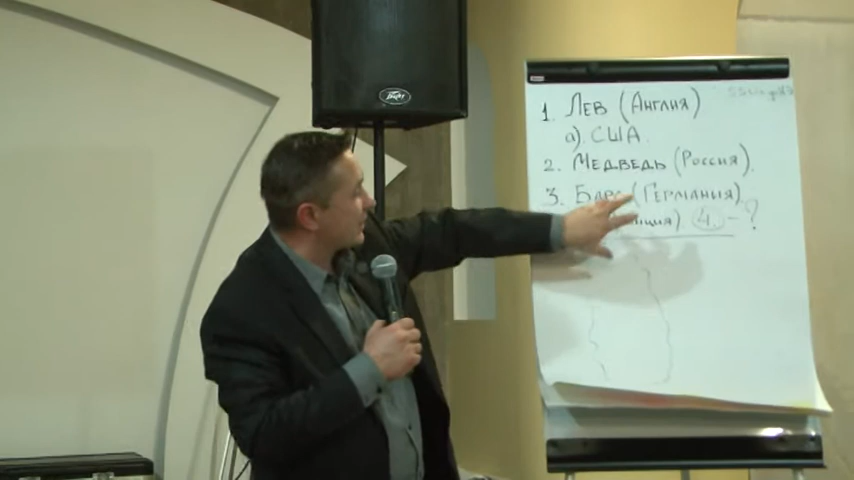 PEAVEY
1. ЛЕВ (АНГЛИЯ)
а). США.
2. МЕДВЕДЬ (РОССИЯ).
3. БАРС (ГЕРМАНИЯ)
4. - ?